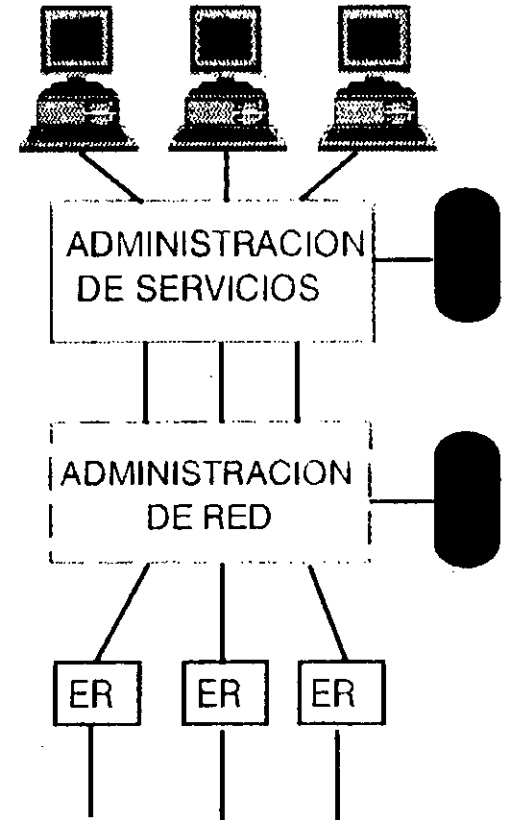 ADMINISTRACION
DE SERVICIOS
ADMINISTRACION
DE RED
ER ER ER